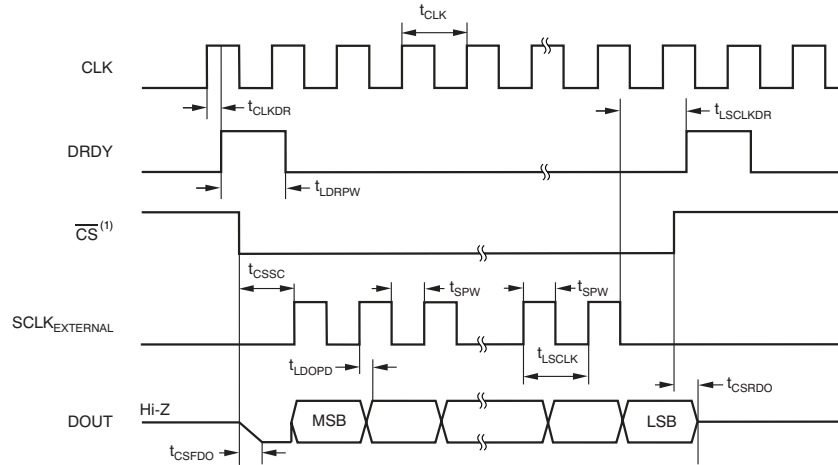 tCLK
CLK
tCLKDR
tLSCLKDR
DRDY
tLDRPW
CS(1)
tCSSC
tSPW
tSPW
SCLKEXTERNAL
tLDOPD
tLSCLK
tCSRDO
Hi-Z
DOUT
MSB
LSB
tCSFDO